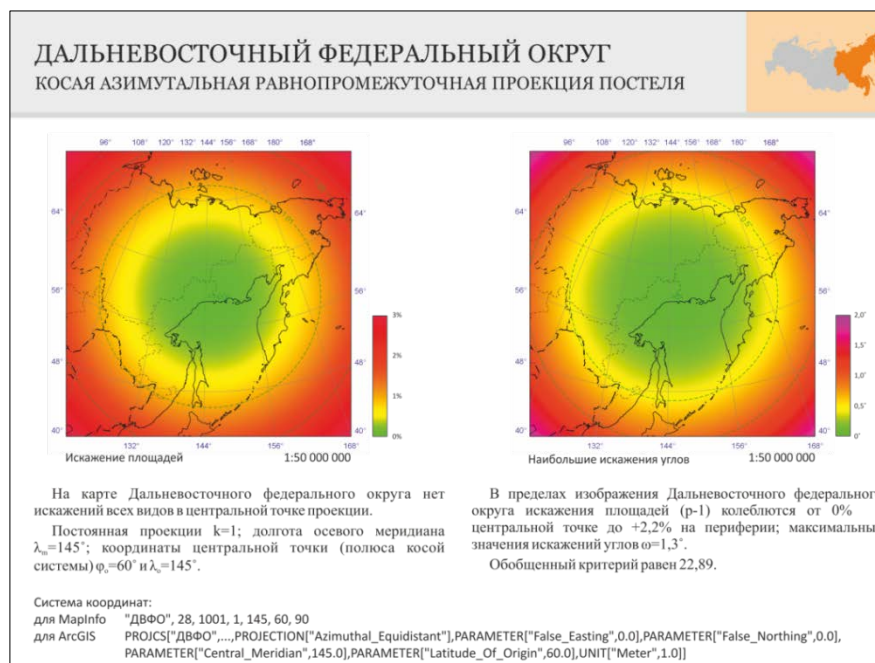 ДАЛЬНЕВОСТОЧНЫЙ ФЕДЕРАЛЬНЫЙ ОКРУГ
КОСАЯ АЗИМУТАЛЬНАЯ РАВНОПРОМЕЖУТОЧНАЯ ПРОЕКЦИЯ ПОСТЕЛЯ
96° 108° 120° 132° 144° 156° 168° 180° 168°
64° 64°
56° 56°
48° 48°
40° 40°
132° 144° 156° 168°
3%
2%
1%
0%
Искажение площадей 1:50 000 000
96° 108° 120° 132° 144° 156° 168° 180° 168°
64° 64°
56° 56°
48° 48°
40° 40°
132° 144° 156° 168°
2,0°
1,5°
1,0°
0,5°
0°
Наибольшие искажения углов 1:50 000 000
На карте Дальневосточного федерального округа нет
искажений всех видов в центральной точке проекции.
Постоянная проекции k=1; долгота осевого меридиана
λₘ=145°; координаты центральной точки (полюса косой
системы) φₒ=60° и λₒ=145°.
В пределах изображения Дальневосточного федерального
округа искажения площадей (p-1) колеблются от 0%
центральной точке до +2,2% на периферии; максимальны
значения искажений углов ω=1,3°.
Обобщенный критерий равен 22,89.
Система координат:
для MapInfo "ДВФО", 28, 1001, 1, 145, 60, 90
для ArcGIS PROJCS["ДВФО",...,PROJECTION["Azimuthal_Equidistant"],PARAMETER["False_Easting",0.0],PARAMETER["False_Northing",0.0],
PARAMETER["Central_Meridian",145.0],PARAMETER["Latitude_Of_Origin",60.0],UNIT["Meter",1.0]]